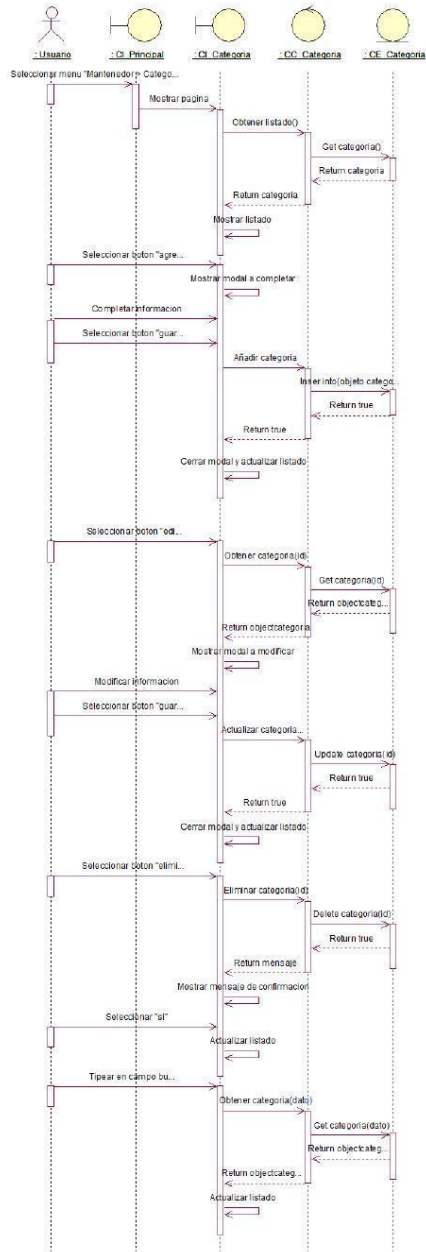 : Usuario
: CI_Principal
: CI_Categoria
: CC_Categoria
: CE_Categoria
Seleccionar menu "Mantenedor > Catego...
Mostrar pagina
Obtener listado()
Get categoria()
Return categoria
Return categoria
Mostrar listado
Seleccionar boton "agre...
Mostrar modal a completar
Completar informacion
Seleccionar boton "guar...
Añadir categoria
Inser into(objeto catego...
Return true
Return true
Cerrar modal y actualizar listado
Seleccionar boton "edi...
Obtener categoria(id)
Get categoria(id)
Return objectcateg...
Return objectcategoria
Mostrar modal a modificar
Modificar informacion
Seleccionar boton "guar...
Actualizar categoria...
Update categoria(id)
Return true
Return true
Cerrar modal y actualizar listado
Seleccionar boton "elimi...
Eliminar categoria(id)
Delete categoria(id)
Return true
Return mensaje
Mostrar mensaje de confirmacion
Seleccionar "si"
Actualizar listado
Tipear en campo bu...
Obtener categoria(dato)
Get categoria(dato)
Return objectcateg...
Return objectcateg...
Actualizar listado